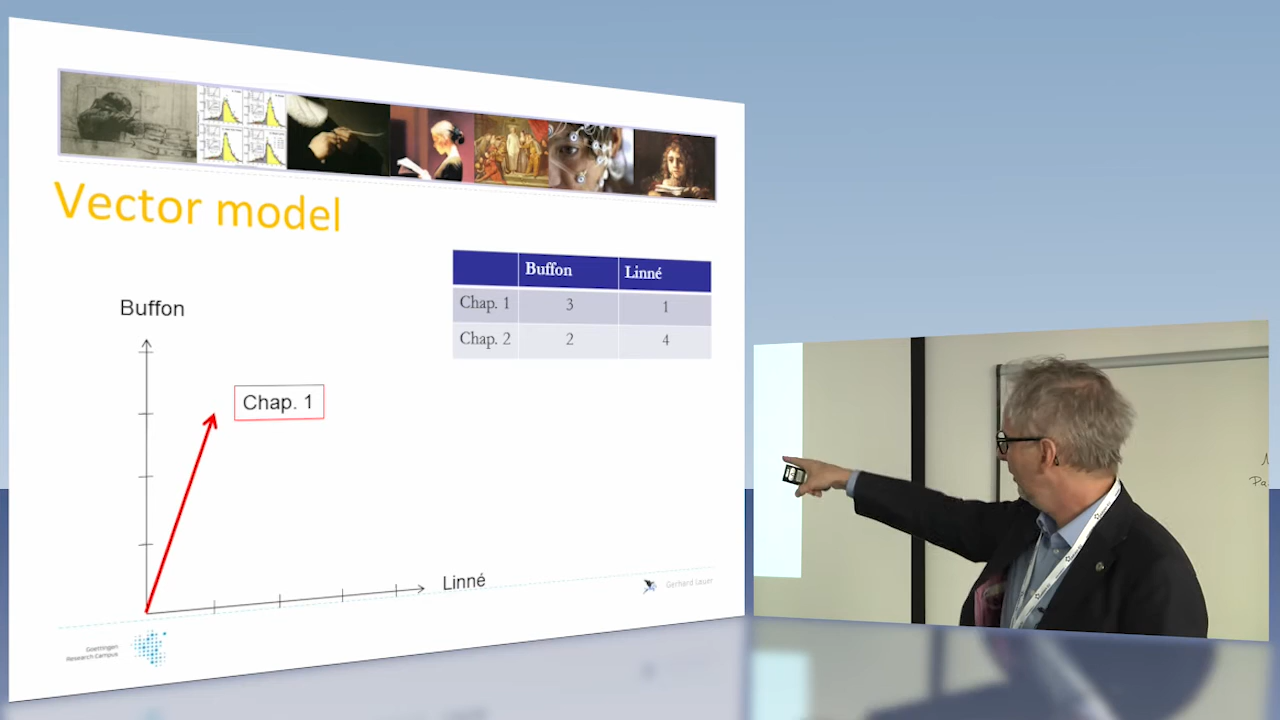 Vector model
Buffon Linné
Chap. 1 3 1
Chap. 2 2 4
Buffon
Chap. 1
Linné
Gerhard Lauer
Goettingen
Research Campus